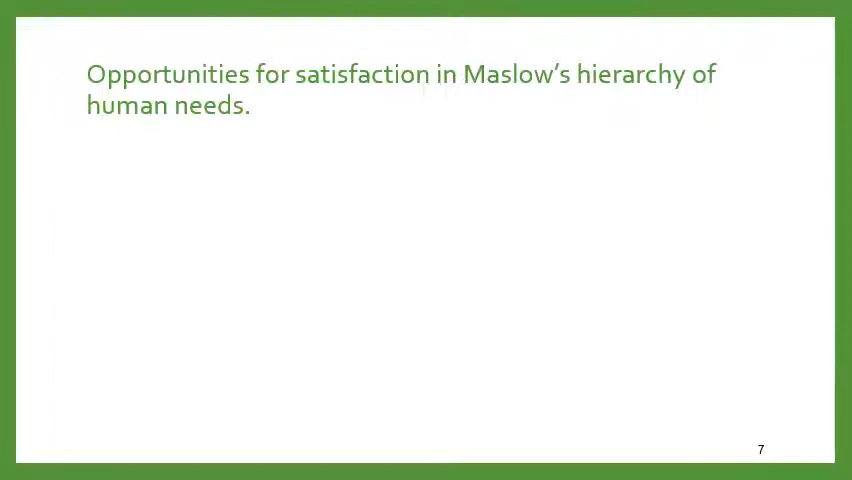 Opportunities for satisfaction in Maslow’s hierarchy of
human needs.
7